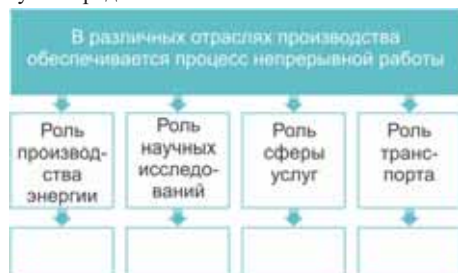 В различных отраслях производства
обеспечивается процесс непрерывной работы
Роль
производ-
ства
энергии
Роль
научных
исследо-
ваний
Роль
сферы
услуг
Роль
транс-
порта